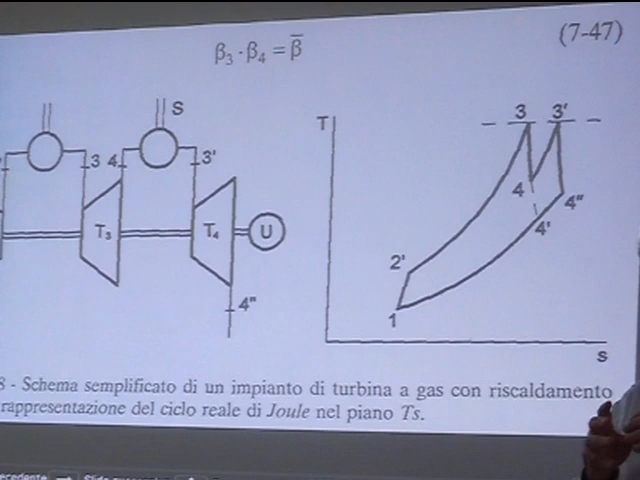 (7-47)
β₃ · β₄ = β̅
S
3 4
3'
T₃
T₄
U
4"
T
3 3'
4
4"
4'
2'
1
s
8 - Schema semplificato di un impianto di turbina a gas con riscaldamento
rappresentazione del ciclo reale di Joule nel piano Ts.